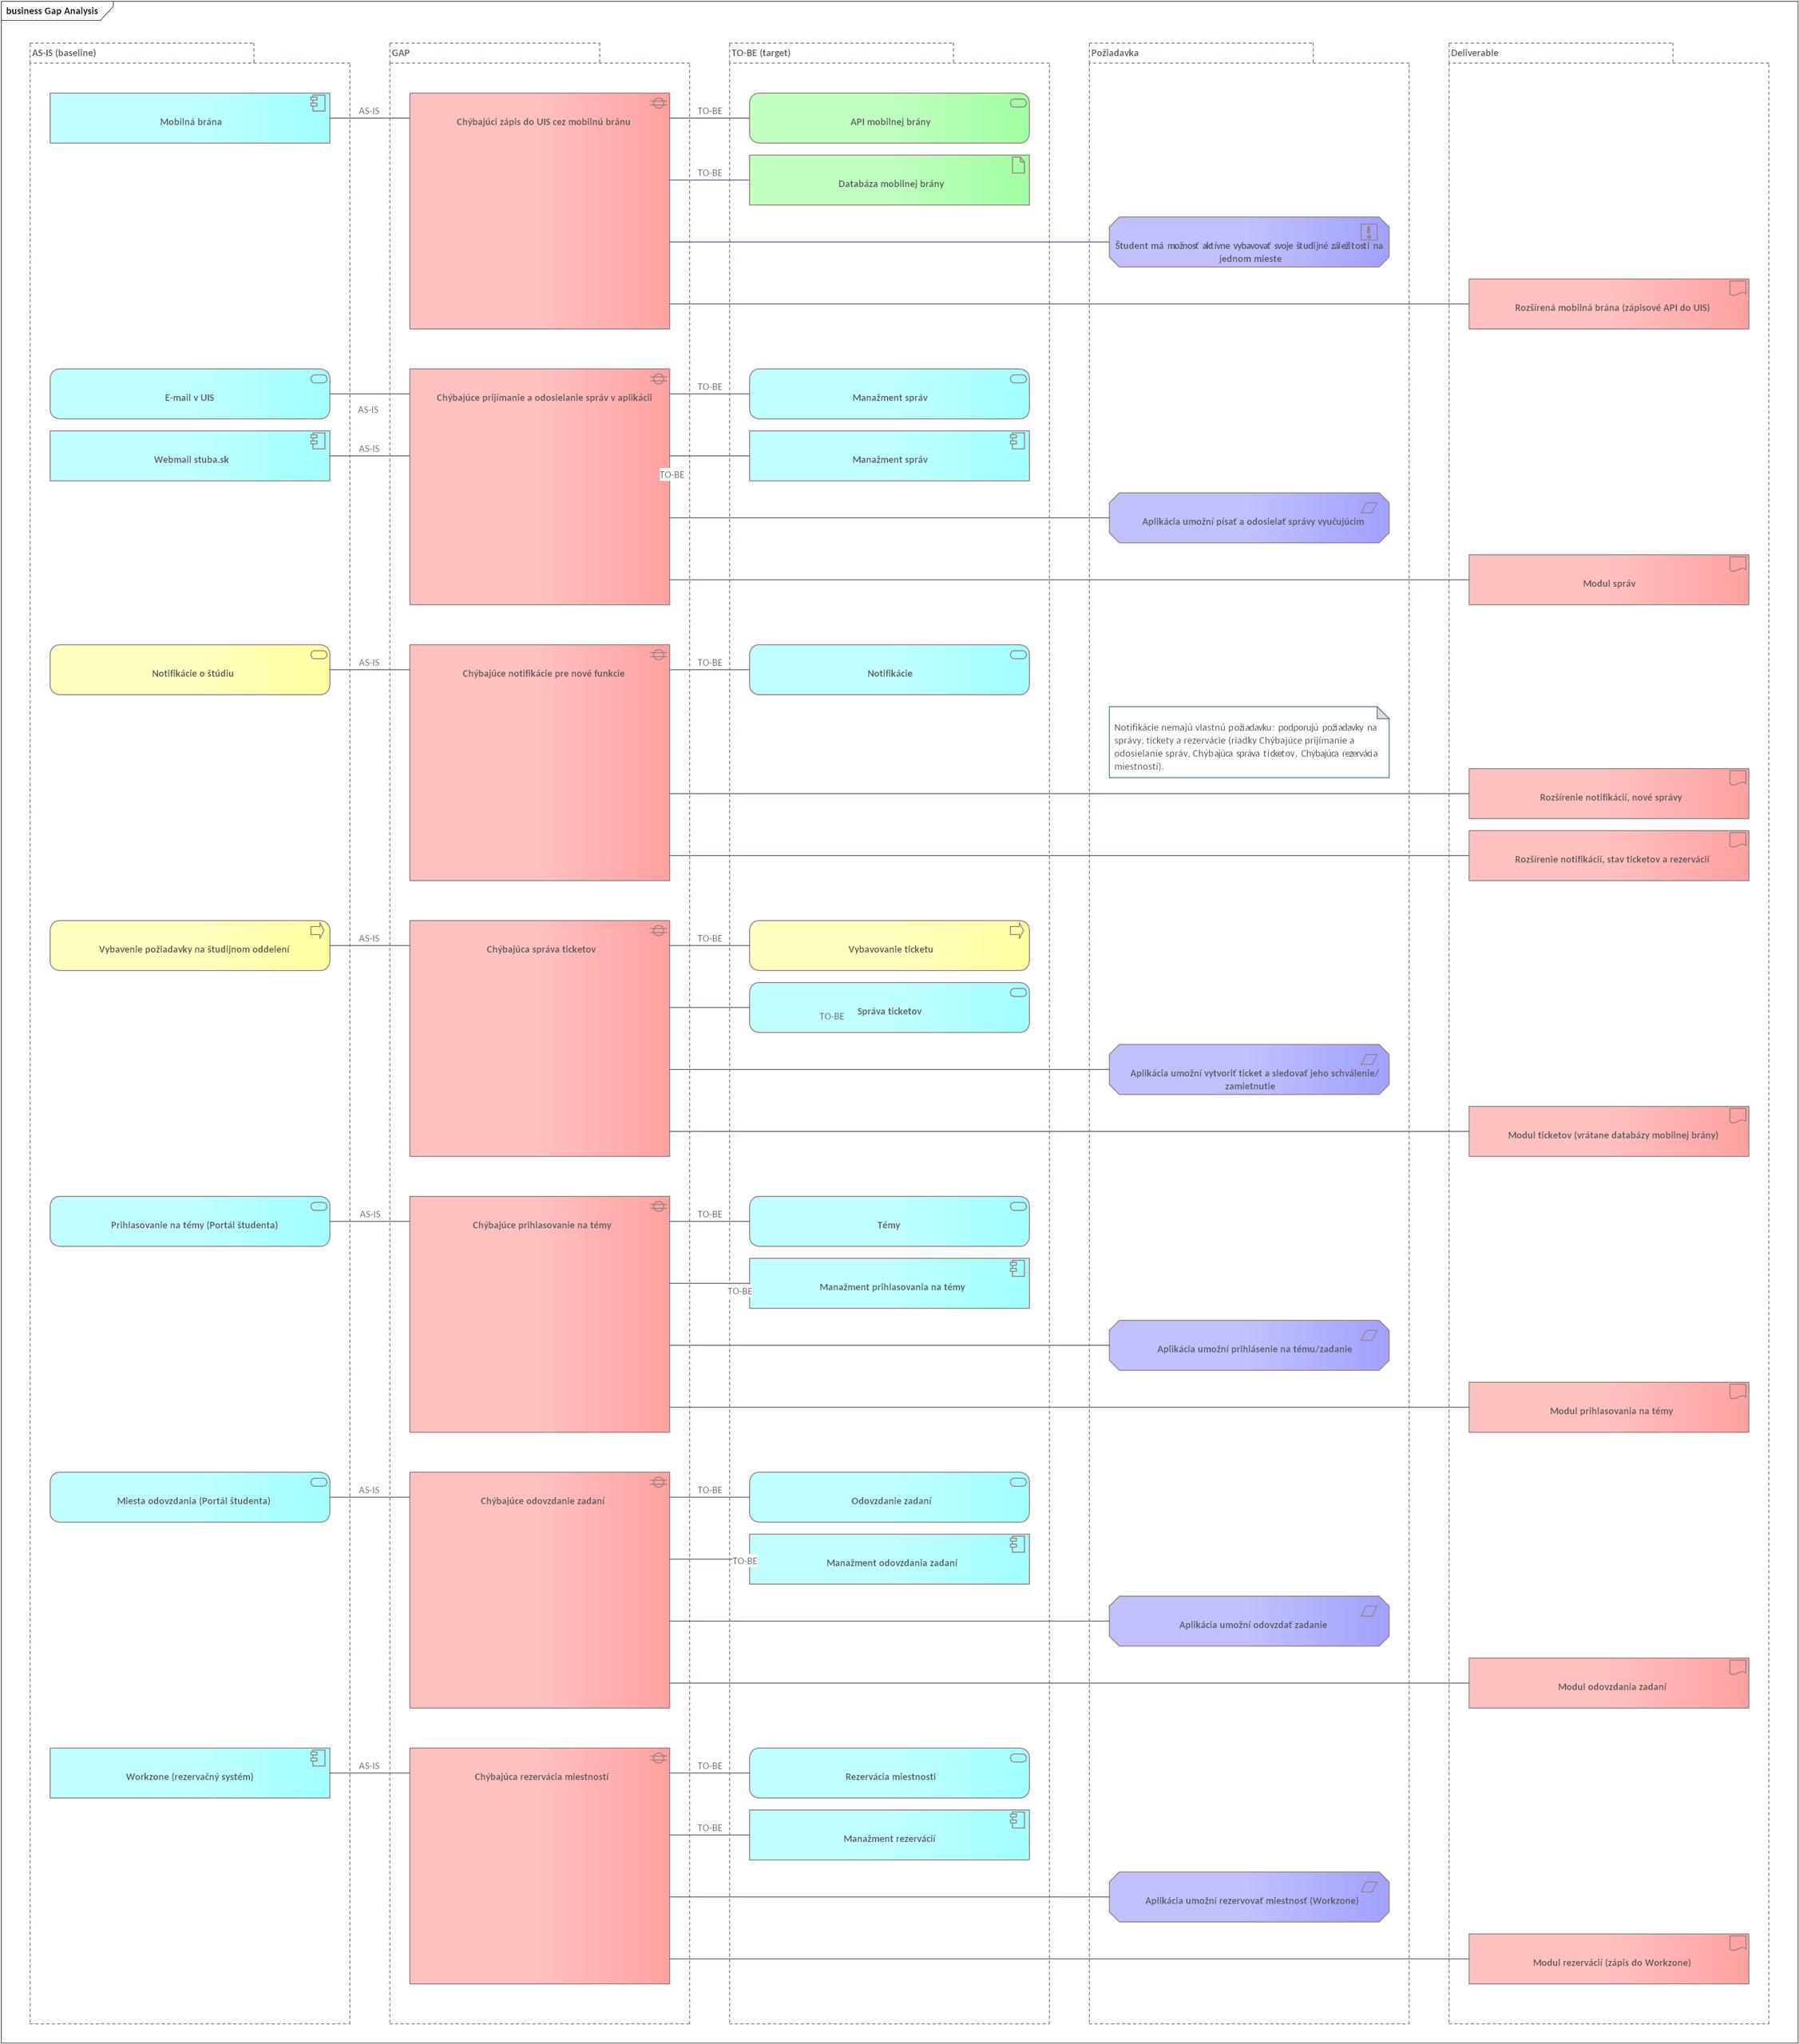 business Gap Analysis
AS-IS (baseline)
GAP
TO-BE (target)
Požiadavka
Deliverable
Mobilná brána
AS-IS
Chýbajúci zápis do UIS cez mobilnú bránu
TO-BE
API mobilnej brány
TO-BE
Databáza mobilnej brány
Študent má možnosť aktívne vybavovať svoje študijné záležitosti na
jednom mieste
Rozšírená mobilná brána (zápisové API do UIS)
E-mail v UIS
AS-IS
Chýbajúce prijímanie a odosielanie správ v aplikácii
TO-BE
Manažment správ
Webmail stuba.sk
AS-IS
TO-BE
Manažment správ
Aplikácia umožní písať a odosielať správy vyučujúcim
Modul správ
Notifikácie o štúdiu
AS-IS
Chýbajúce notifikácie pre nové funkcie
TO-BE
Notifikácie
Notifikácie nemajú vlastnú požiadavku: podporujú požiadavky na
správy, tickety a rezervácie (riadky Chýbajúce prijímanie a
odosielanie správ, Chýbajúca správa ticketov, Chýbajúca rezervácia
miestností).
Rozšírenie notifikácií, nové správy
Rozšírenie notifikácií, stav ticketov a rezervácií
Vybavenie požiadavky na študijnom oddelení
AS-IS
Chýbajúca správa ticketov
TO-BE
Vybavovanie ticketu
TO-BE
Správa ticketov
Aplikácia umožní vytvoriť ticket a sledovať jeho schválenie/
zamietnutie
Modul ticketov (vrátane databázy mobilnej brány)
Prihlasovanie na témy (Portál študenta)
AS-IS
Chýbajúce prihlasovanie na témy
TO-BE
Témy
TO-BE
Manažment prihlasovania na témy
Aplikácia umožní prihlásenie na tému/zadanie
Modul prihlasovania na témy
Miesta odovzdania (Portál študenta)
AS-IS
Chýbajúce odovzdanie zadaní
TO-BE
Odovzdanie zadaní
TO-BE
Manažment odovzdania zadaní
Aplikácia umožní odovzdať zadanie
Modul odovzdania zadaní
Workzone (rezervačný systém)
AS-IS
Chýbajúca rezervácia miestností
TO-BE
Rezervácia miestnosti
TO-BE
Manažment rezervácií
Aplikácia umožní rezervovať miestnosť (Workzone)
Modul rezervácií (zápis do Workzone)